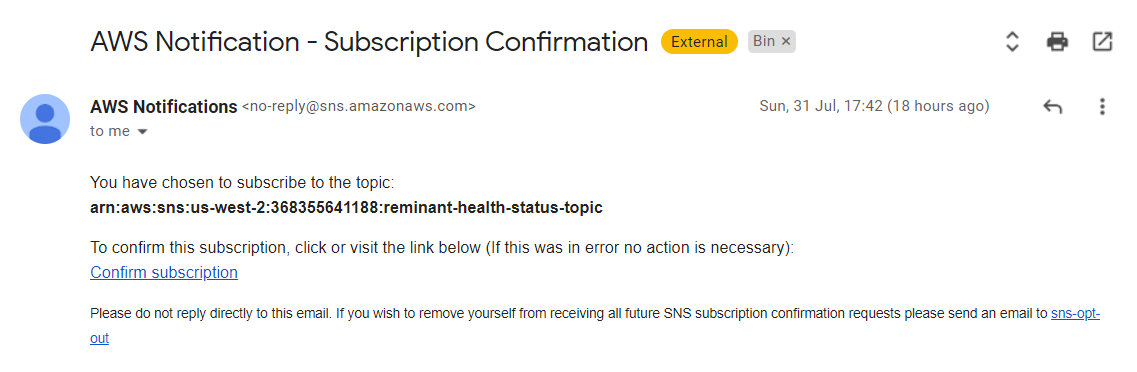 AWS Notification - Subscription Confirmation External Bin ×
AWS Notifications <no-reply@sns.amazonaws.com> Sun, 31 Jul, 17:42 (18 hours ago)
to me
You have chosen to subscribe to the topic:
arn:aws:sns:us-west-2:368355641188:reminant-health-status-topic
To confirm this subscription, click or visit the link below (If this was in error no action is necessary):
Confirm subscription
Please do not reply directly to this email. If you wish to remove yourself from receiving all future SNS subscription confirmation requests please send an email to sns-opt-
out